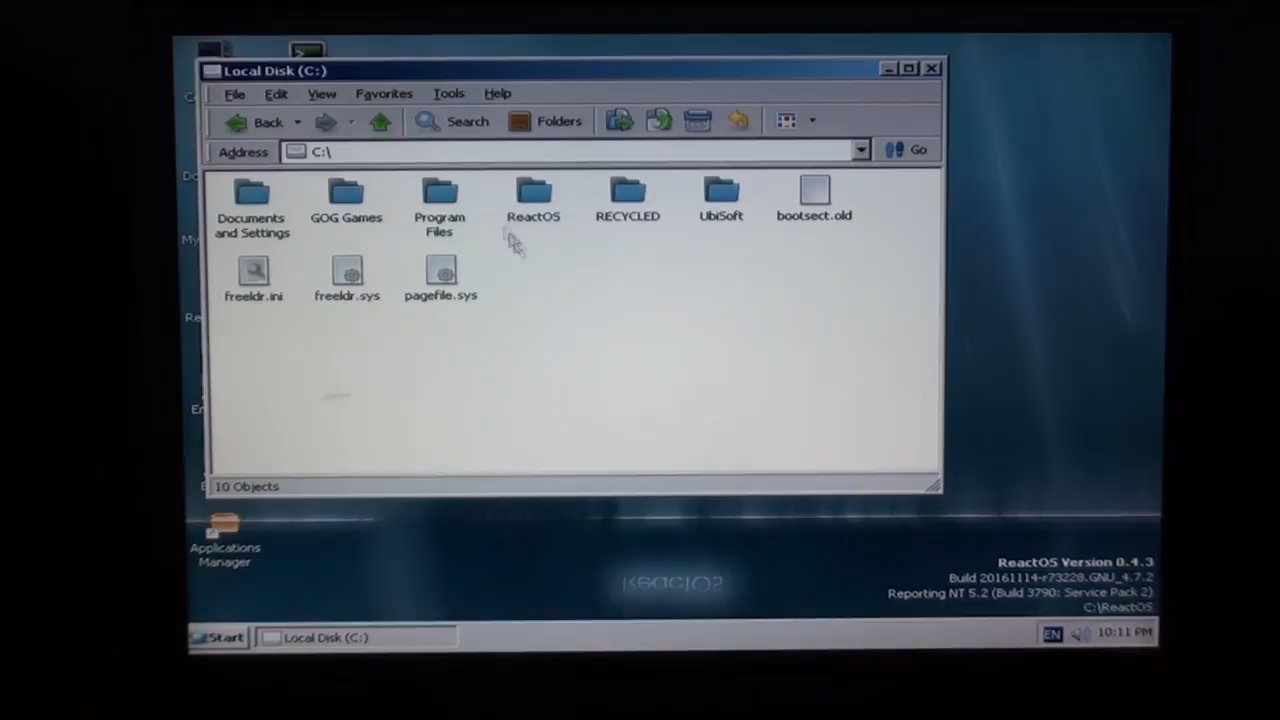 Local Disk (C:)
File Edit View Favorites Tools Help
Back Search Folders
Address C:\ Go
Documents and Settings
GOG Games
Program Files
ReactOS
RECYCLED
UbiSoft
bootsect.old
freeldr.ini
freeldr.sys
pagefile.sys
10 Objects
Applications
Manager
ReactOS
ReactOS Version 0.4.3
Build 20161114-r73228.GNU_4.7.2
Reporting NT 5.2 (Build 3790: Service Pack 2)
C:\ReactOS
Start Local Disk (C:) EN 10:11 PM